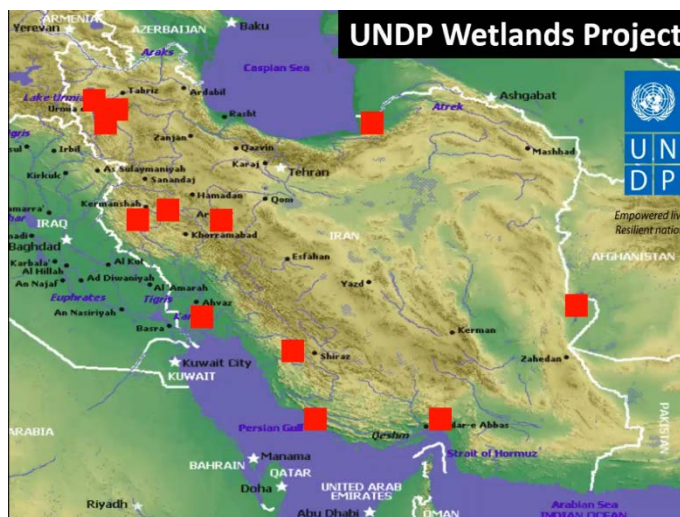 UNDP Wetlands Project
ARMENIA
Yerevan
AZERBAIJAN
Baku
Araks
Caspian Sea
Ashgabat
Tabriz
Ardabil
Lake Urmia
Atrek
Rasht
Zanjan
Qazvin
Mashhad
Irbil
Karaj
Tehran
As Sulaymaniyah
Kirkuk
Sanandaj
Hamadan
Qom
Kermanshah
IRAQ
Khorramabad
IRAN
Baghdad
Esfahan
AFGHANISTAN
Karbala'
Al Kut
Al Hillah
Ad Diwaniyah
Al 'Amarah
Yazd
An Najaf
Euphrates
Tigris
Ahvaz
An Nasiriyah
Basra
Kerman
Shiraz
Zahedan
Kuwait City
KUWAIT
PAKISTAN
Persian Gulf
Qeshm
dar-e Abbas
ARABIA
Manama
Strait of Hormuz
BAHRAIN
QATAR
Doha
UNITED ARAB
EMIRATES
Riyadh
Abu Dhabi
OMAN
Arabian Sea
INDIAN OCEAN
U N
D P
Empowered live
Resilient nation